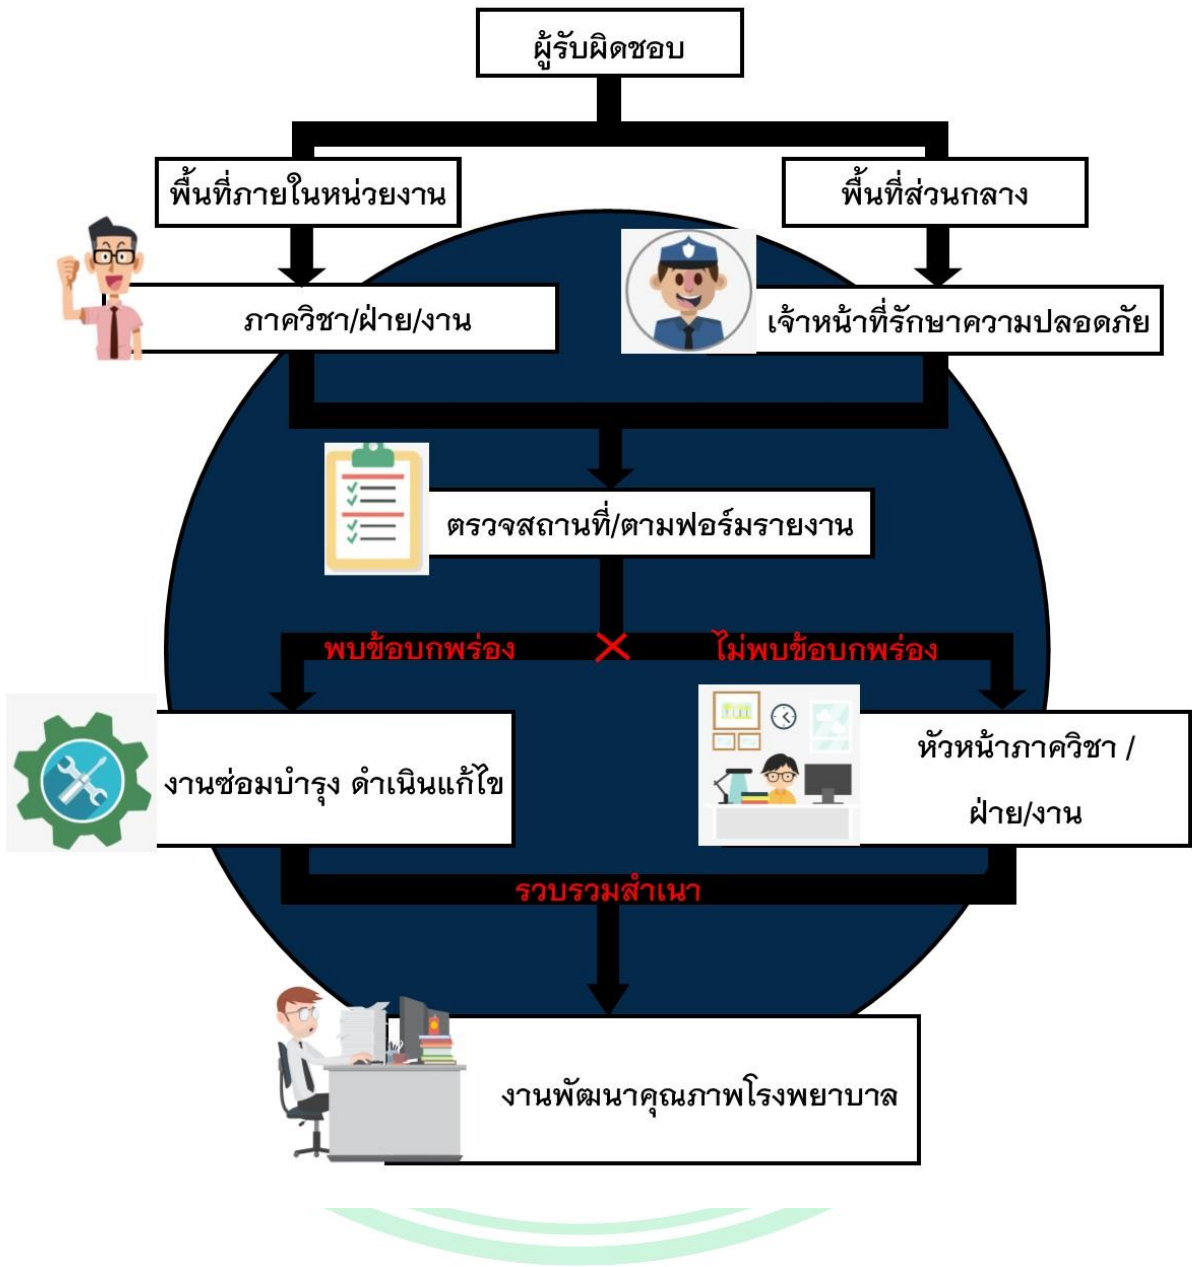 ผู้รับผิดชอบ
พื้นที่ภายในหน่วยงาน
พื้นที่ส่วนกลาง
ภาควิชา/ฝ่าย/งาน
เจ้าหน้าที่รักษาความปลอดภัย
ตรวจสถานที่/ตามฟอร์มรายงาน
พบข้อบกพร่อง
ไม่พบข้อบกพร่อง
งานซ่อมบำรุง ดำเนินแก้ไข
หัวหน้าภาควิชา /
ฝ่าย/งาน
รวบรวมสำเนา
งานพัฒนาคุณภาพโรงพยาบาล